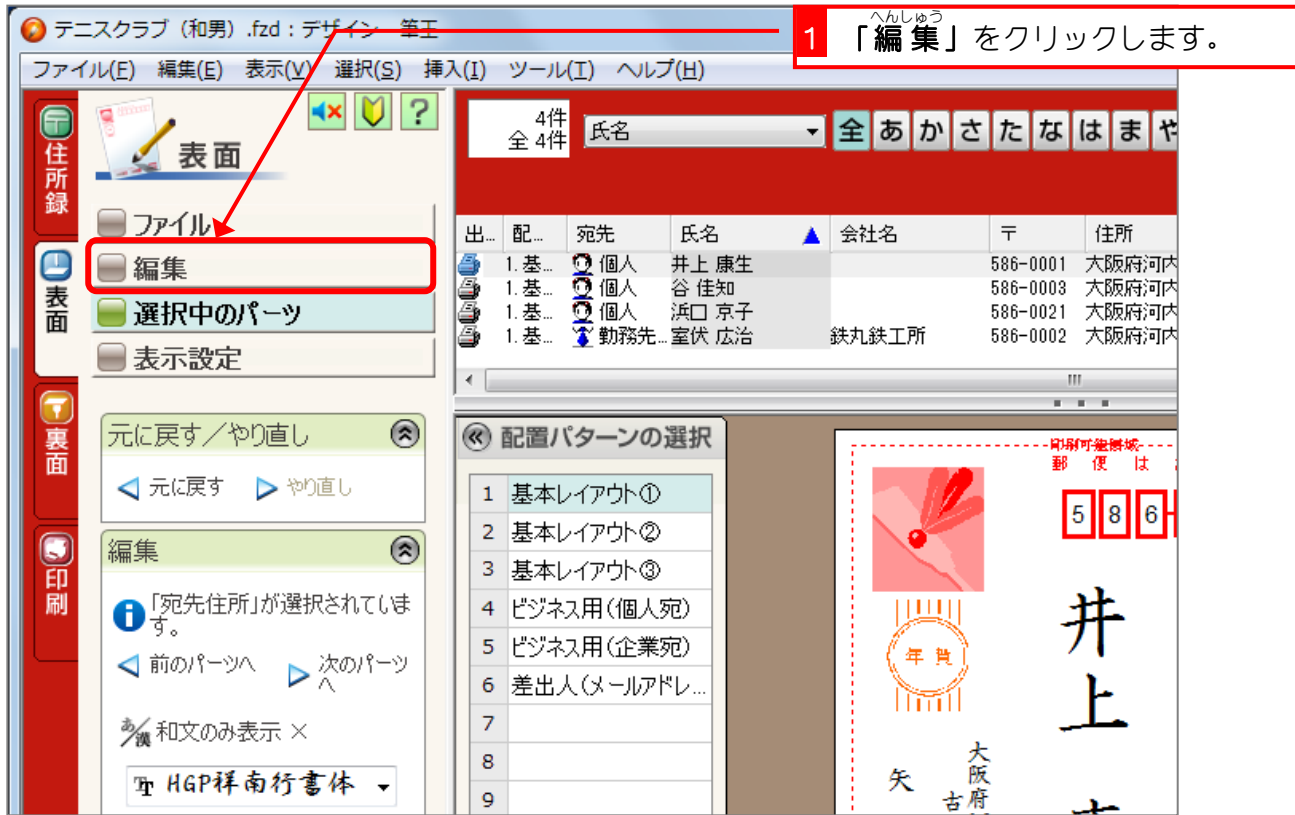 テニスクラブ（和男）.fzd：デザイン 筆王
1 「編集」をクリックします。
へんしゅう
ファイル(F) 編集(E) 表示(V) 選択(S) 挿入(I) ツール(T) ヘルプ(H)
住所録
表面
裏面
印刷
表面
ファイル
編集
選択中のパーツ
表示設定
元に戻す／やり直し
元に戻す やり直し
編集
「宛先住所」が選択されていま
す。
前のパーツへ 次のパーツ
へ
和文のみ表示 ×
HGP祥南行書体
4件
全 4件
氏名
全 あ か さ た な は ま や
出... 配... 宛先 氏名 会社名 〒 住所
1. 基... 個人 井上 康生 586-0001 大阪府河内
1. 基... 個人 谷 佳知 586-0003 大阪府河内
1. 基... 個人 浜口 京子 586-0021 大阪府河内
1. 基... 勤務先... 室伏 広治 鉄丸鉄工所 586-0002 大阪府河内
配置パターンの選択
1 基本レイアウト①
2 基本レイアウト②
3 基本レイアウト③
4 ビジネス用(個人宛)
5 ビジネス用(企業宛)
6 差出人(メールアドレ...
7
8
9
印刷可能領域
郵便は
586
年賀
井上
大阪府
矢
古